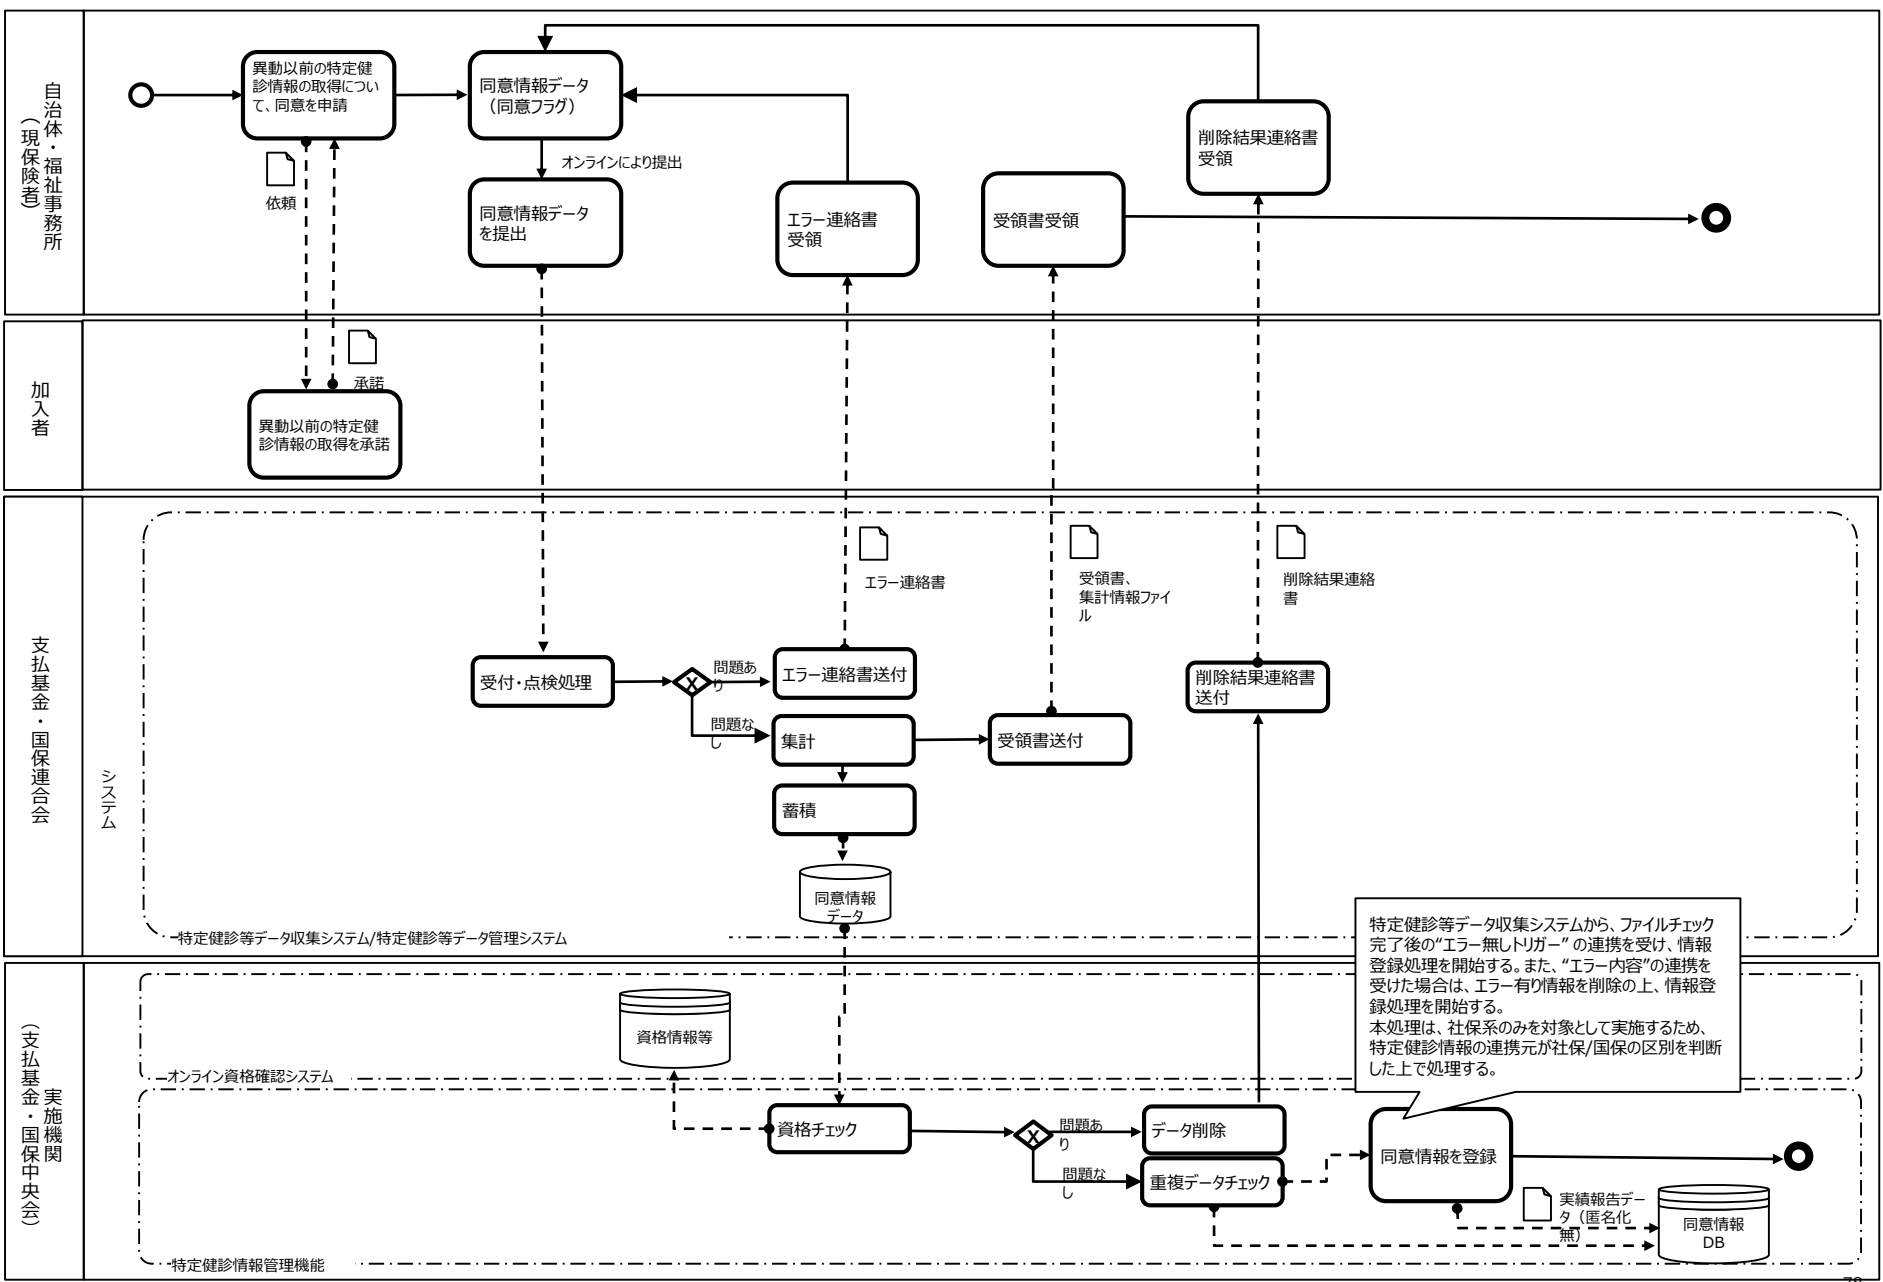 自治体・福祉事務所
（現保険者）
異動以前の特定健
診情報の取得につい
て、同意を申請
同意情報データ
（同意フラグ）
オンラインにより提出
同意情報データ
を提出
依頼
エラー連絡書
受領
受領書受領
削除結果連絡書
受領
加入者
承諾
異動以前の特定健
診情報の取得を承諾
支払基金・国保連合会
システム
エラー連絡書
受領書、
集計情報ファイ
ル
削除結果連絡
書
受付・点検処理
X
問題あ
り
エラー連絡書送付
問題な
し
集計
受領書送付
削除結果連絡書
送付
蓄積
同意情報
データ
特定健診等データ収集システム/特定健診等データ管理システム
特定健診等データ収集システムから、ファイルチェック
完了後の“エラー無しトリガー” の連携を受け、情報
登録処理を開始する。また、“エラー内容”の連携を
受けた場合は、エラー有り情報を削除の上、情報登
録処理を開始する。
本処理は、社保系のみを対象として実施するため、
特定健診情報の連携元が社保/国保の区別を判断
した上で処理する。
実施機関
（支払基金・国保中央会）
資格情報等
オンライン資格確認システム
資格チェック
X
問題あ
り
データ削除
問題な
し
重複データチェック
同意情報を登録
実績報告デー
タ（匿名化
無）
同意情報
DB
特定健診情報管理機能